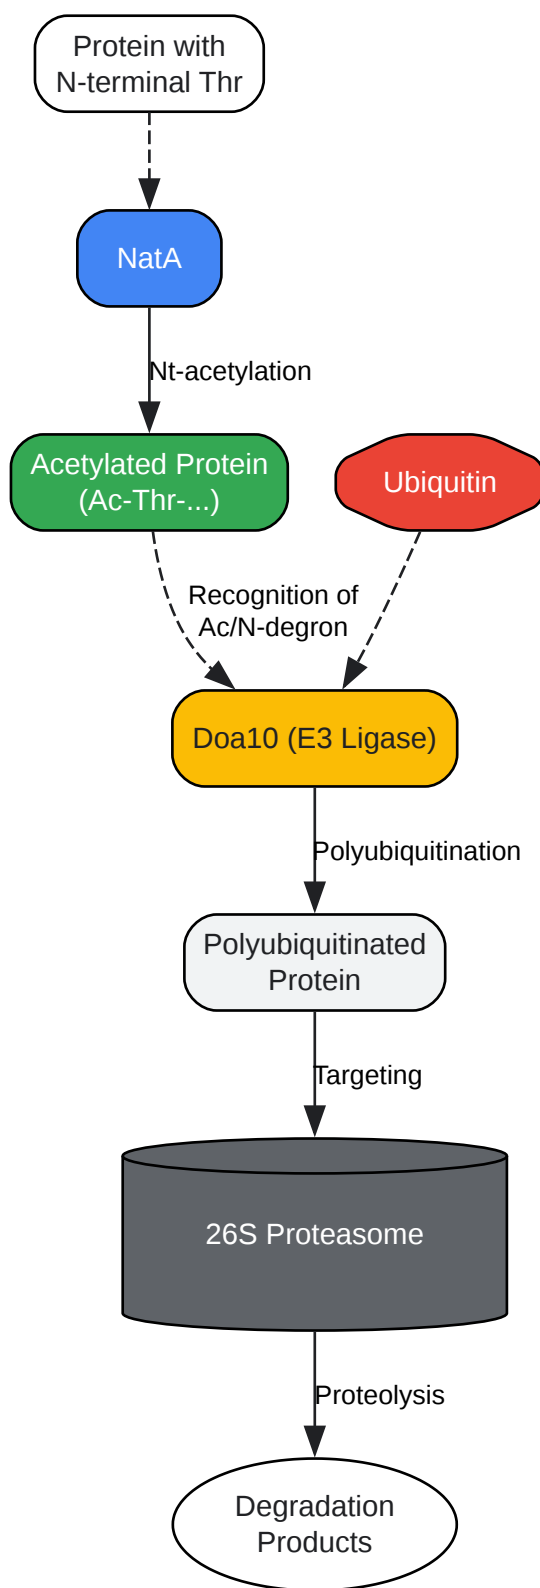 Protein with
N-terminal Thr
NatA
Nt-acetylation
Acetylated Protein
(Ac-Thr-...)
Ubiquitin
Recognition of
Ac/N-degron
Doa10 (E3 Ligase)
Polyubiquitination
Polyubiquitinated
Protein
Targeting
26S Proteasome
Proteolysis
Degradation
Products